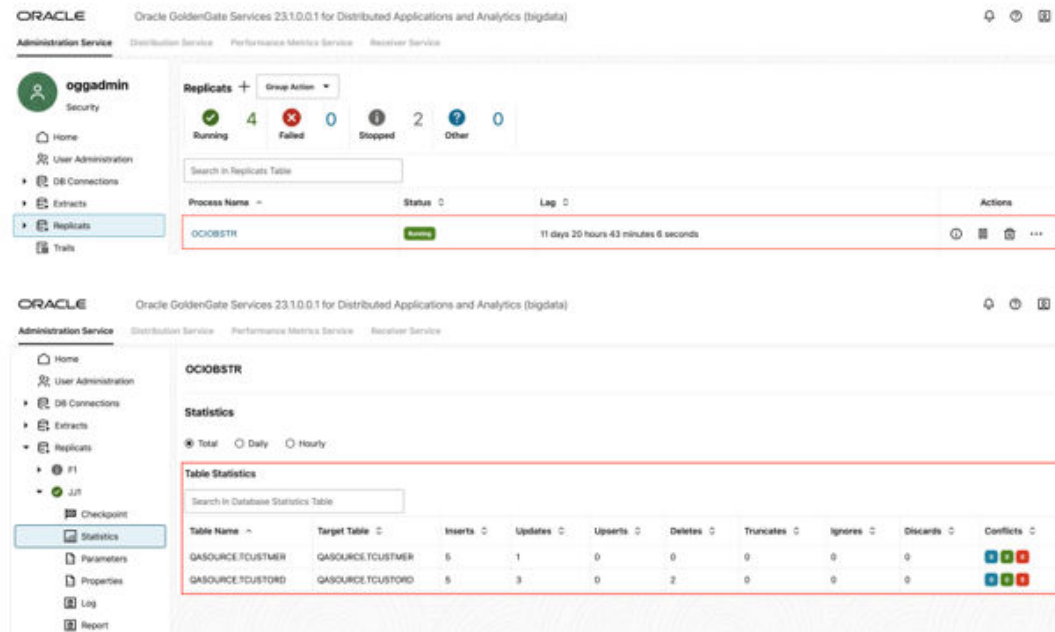 ORACLE Oracle GoldenGate Services 23.1.0.0.1 for Distributed Applications and Analytics (bigdata)
Administration Service Distribution Service Performance Metrics Service Receiver Service
oggadmin
Security
Home
User Administration
DB Connections
Extracts
Replicats
Trails
Replicats Group Action
4 0 2 0
Running Failed Stopped Other
Search in Replicats Table
Process Name Status Lag Actions
OCIOBSTR Running 11 days 20 hours 43 minutes 6 seconds
ORACLE Oracle GoldenGate Services 23.1.0.0.1 for Distributed Applications and Analytics (bigdata)
Administration Service Distribution Service Performance Metrics Service Receiver Service
Home
User Administration
DB Connections
Extracts
Replicats
F1
JJ1
Checkpoint
Statistics
Parameters
Properties
Log
Report
OCIOBSTR
Statistics
Total Daily Hourly
Table Statistics
Search in Database Statistics Table
Table Name Target Table Inserts Updates Upserts Deletes Truncates Ignores Discards Conflicts
QASOURCE.TCUSTMER QASOURCE.TCUSTMER 5 1 0 0 0 0 0 0 0 0
QASOURCE.TCUSTORD QASOURCE.TCUSTORD 5 3 0 2 0 0 0 0 0 0